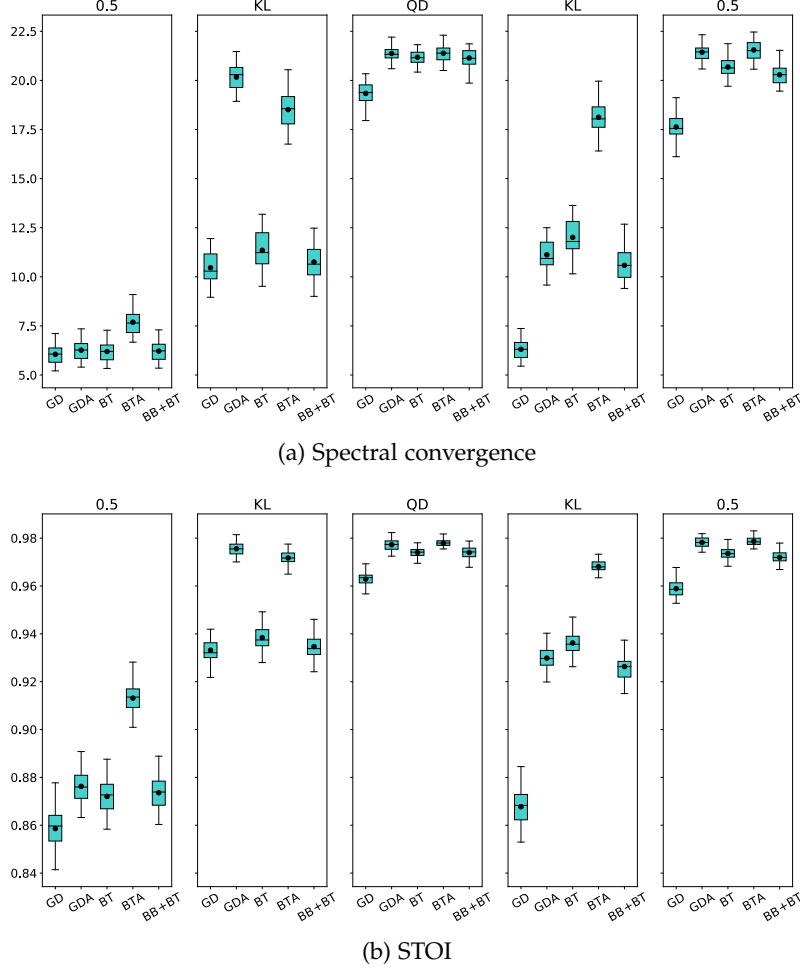 0.5 KL QD KL 0.5
22.5
20.0
17.5
15.0
12.5
10.0
7.5
5.0
GD GDA BT BTA BB+BT GD GDA BT BTA BB+BT GD GDA BT BTA BB+BT GD GDA BT BTA BB+BT GD GDA BT BTA BB+BT
(a) Spectral convergence
0.5 KL QD KL 0.5
0.98
0.96
0.94
0.92
0.90
0.88
0.86
0.84
GD GDA BT BTA BB+BT GD GDA BT BTA BB+BT GD GDA BT BTA BB+BT GD GDA BT BTA BB+BT GD GDA BT BTA BB+BT
(b) STOI